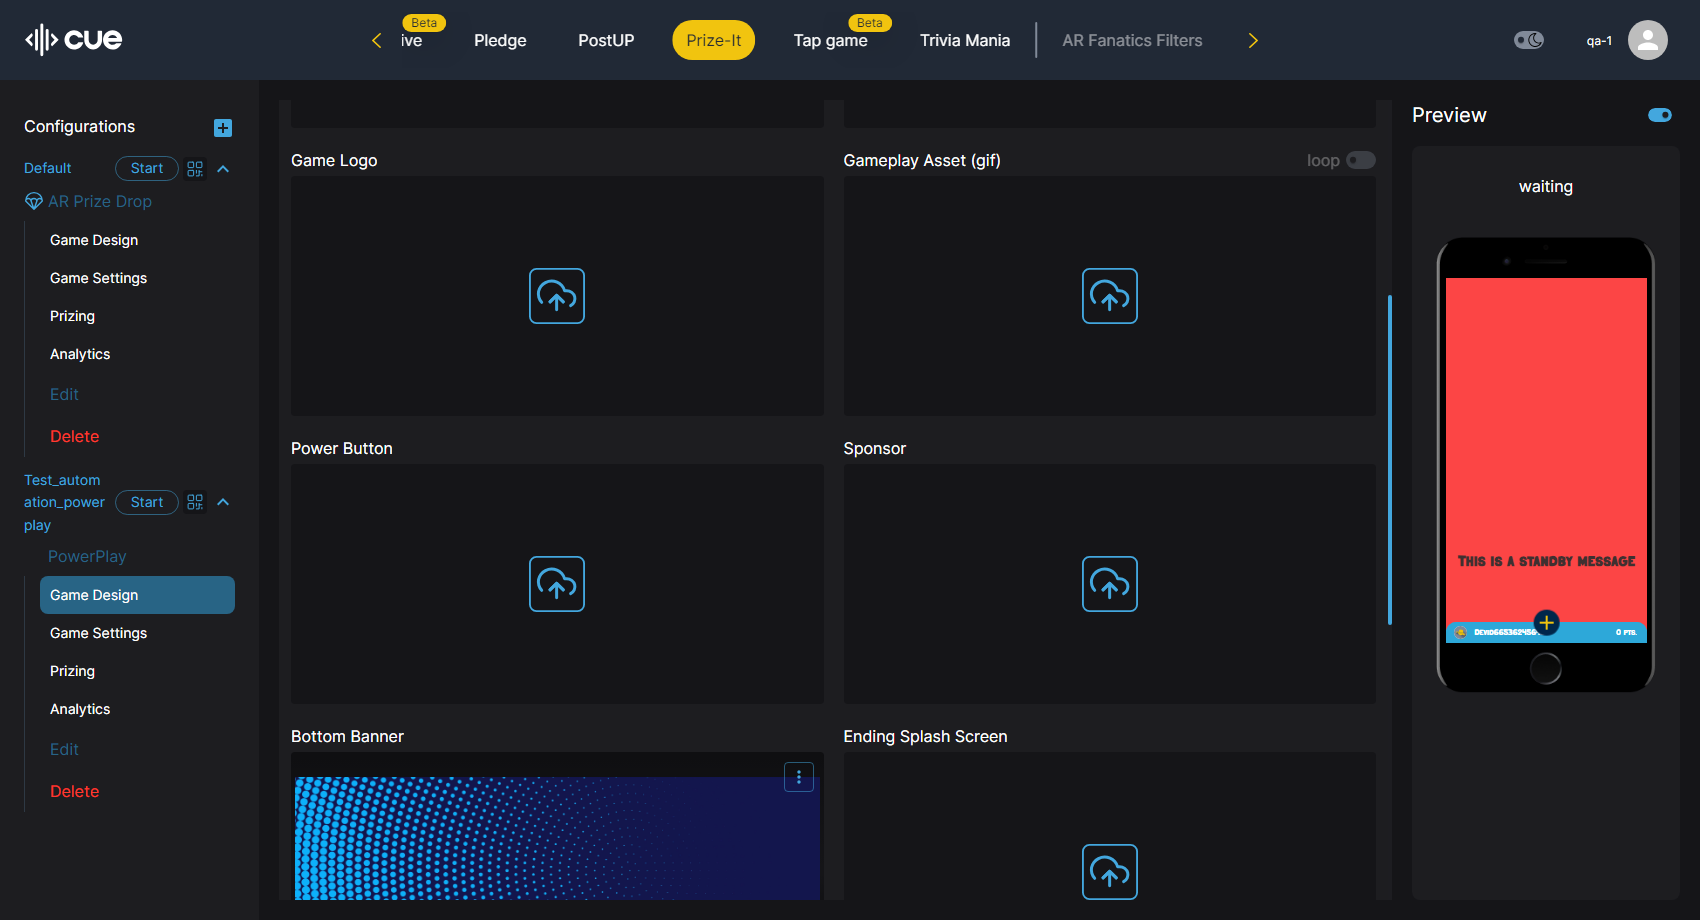 cue
Beta
ive
Pledge
PostUP
Prize-It
Beta
Tap game
Trivia Mania
AR Fanatics Filters
qa-1
Configurations
Default
Start
AR Prize Drop
Game Design
Game Settings
Prizing
Analytics
Edit
Delete
Test_autom
ation_power
play
Start
PowerPlay
Game Design
Game Settings
Prizing
Analytics
Edit
Delete
Game Logo
Gameplay Asset (gif)
loop
Power Button
Sponsor
Bottom Banner
Ending Splash Screen
Preview
waiting
This is a standby message
0 pts.